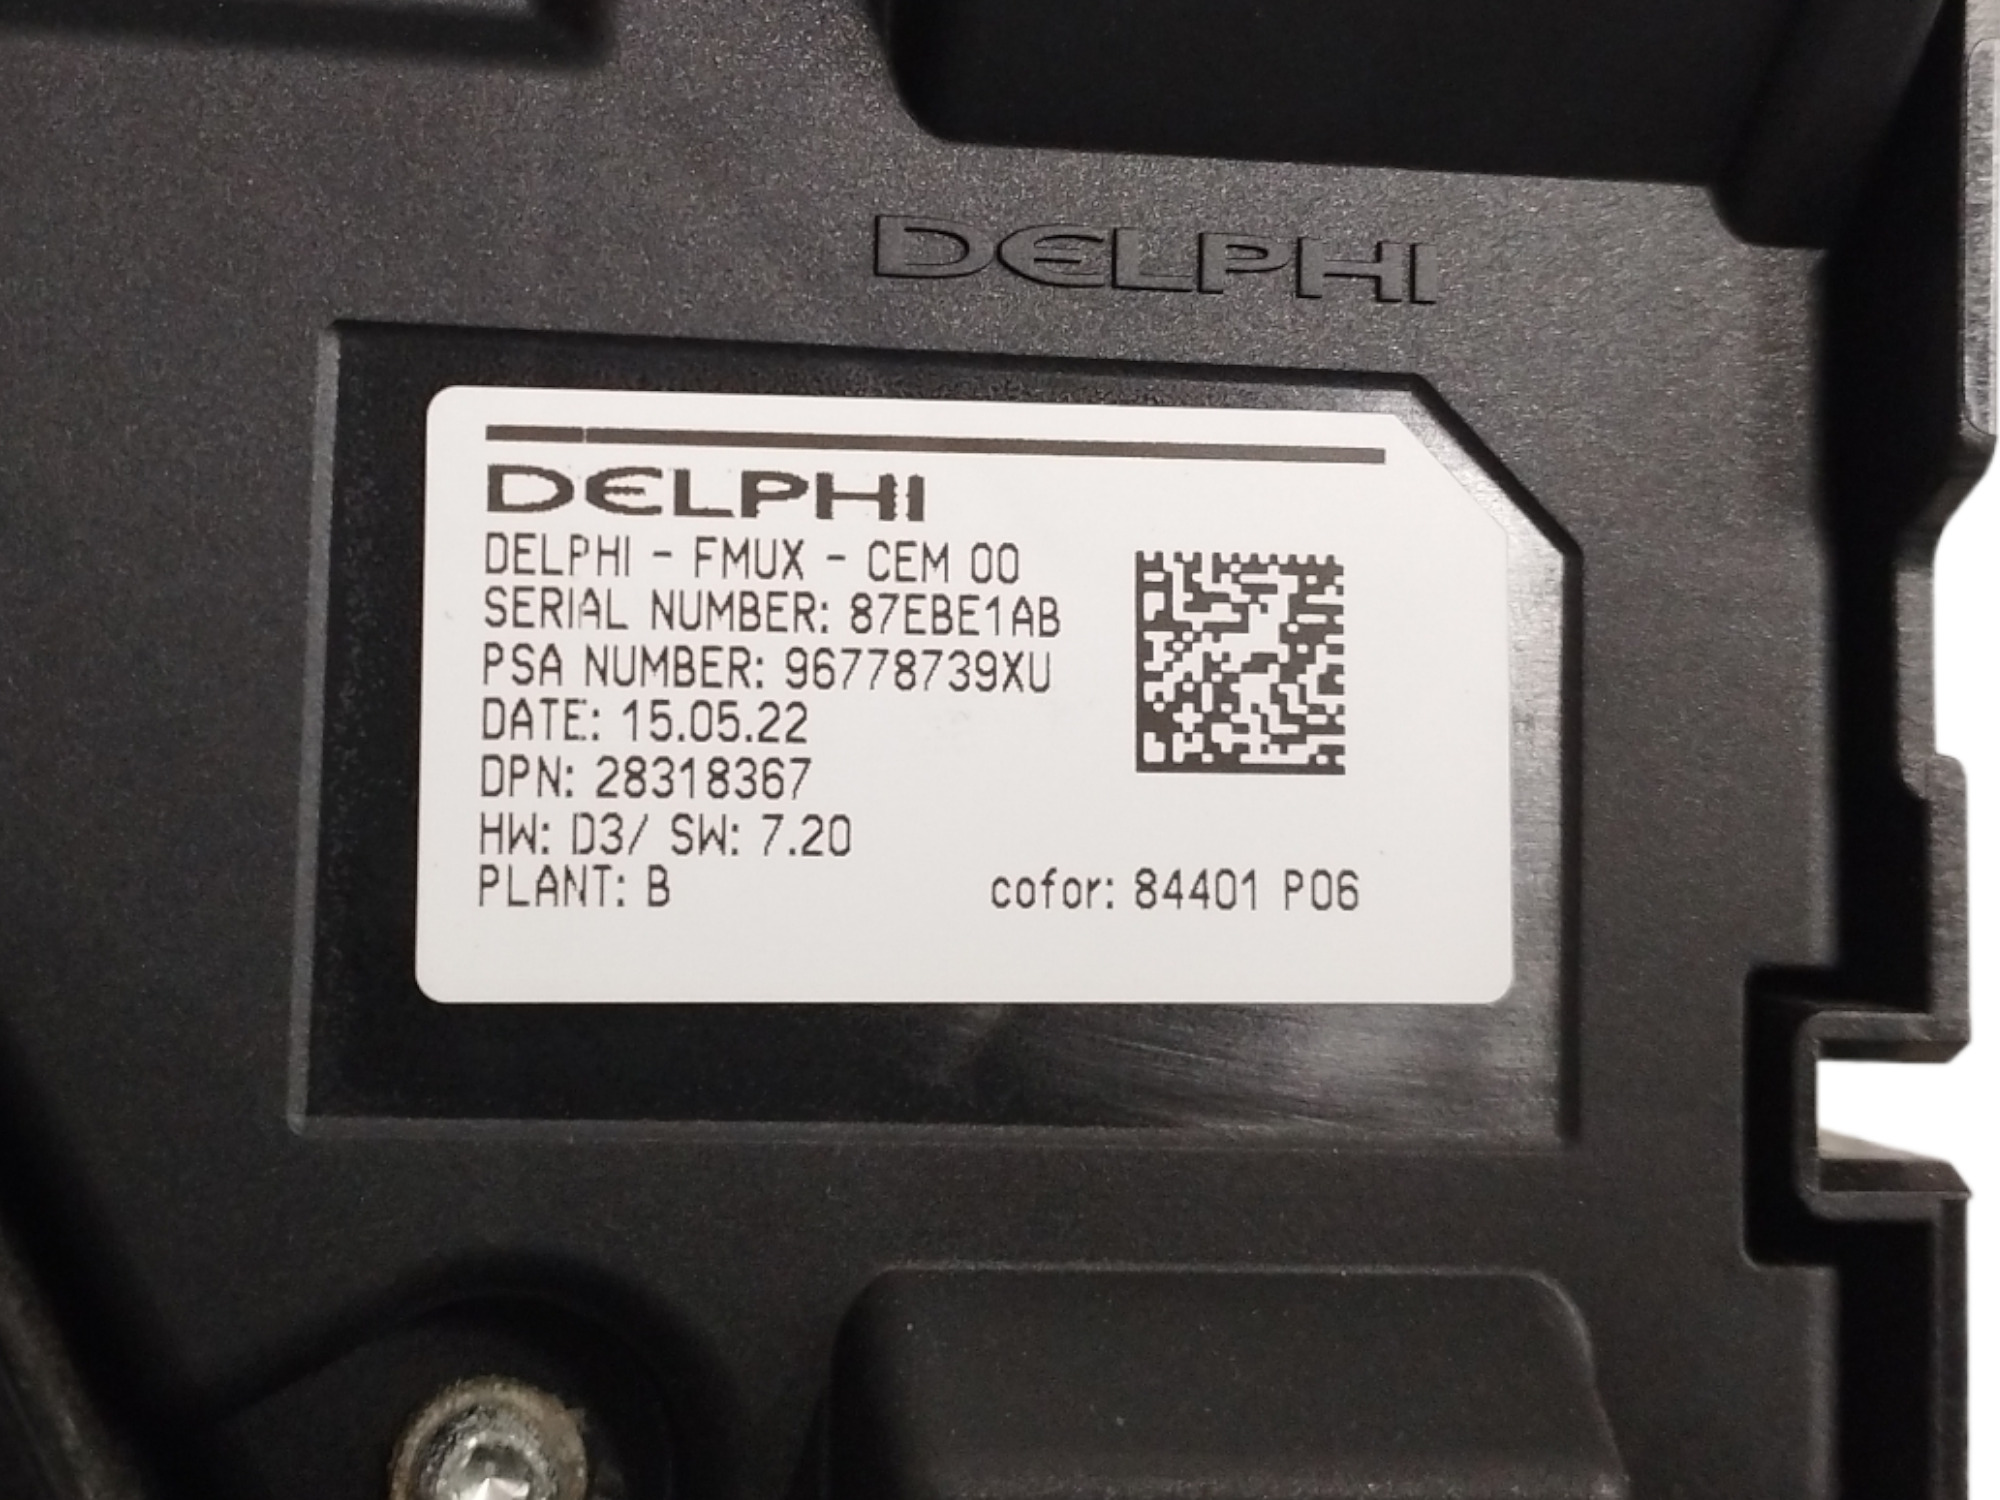 DELPHI
DELPHI
DELPHI - FMUX - CEM 00
SERIAL NUMBER: 87EBE1AB
PSA NUMBER: 96778739XU
DATE: 15.05.22
DPN: 28318367
HW: D3/ SW: 7.20
PLANT: B cofor: 84401 P06